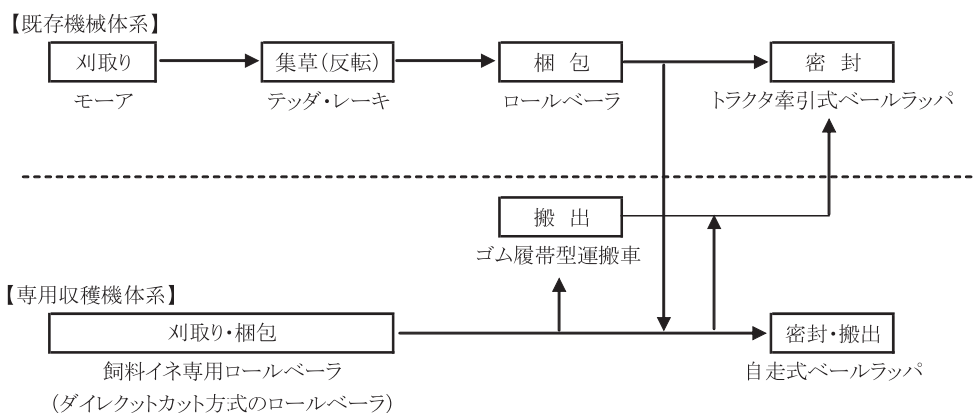 【既存機械体系】
刈取り
集草(反転)
梱 包
密 封
モーア
テッダ・レーキ
ロールベーラ
トラクタ牽引式ベールラッパ
搬 出
ゴム履帯型運搬車
【専用収穫機体系】
刈取り・梱包
密封・搬出
飼料イネ専用ロールベーラ
自走式ベールラッパ
(ダイレクットカット方式のロールベーラ)